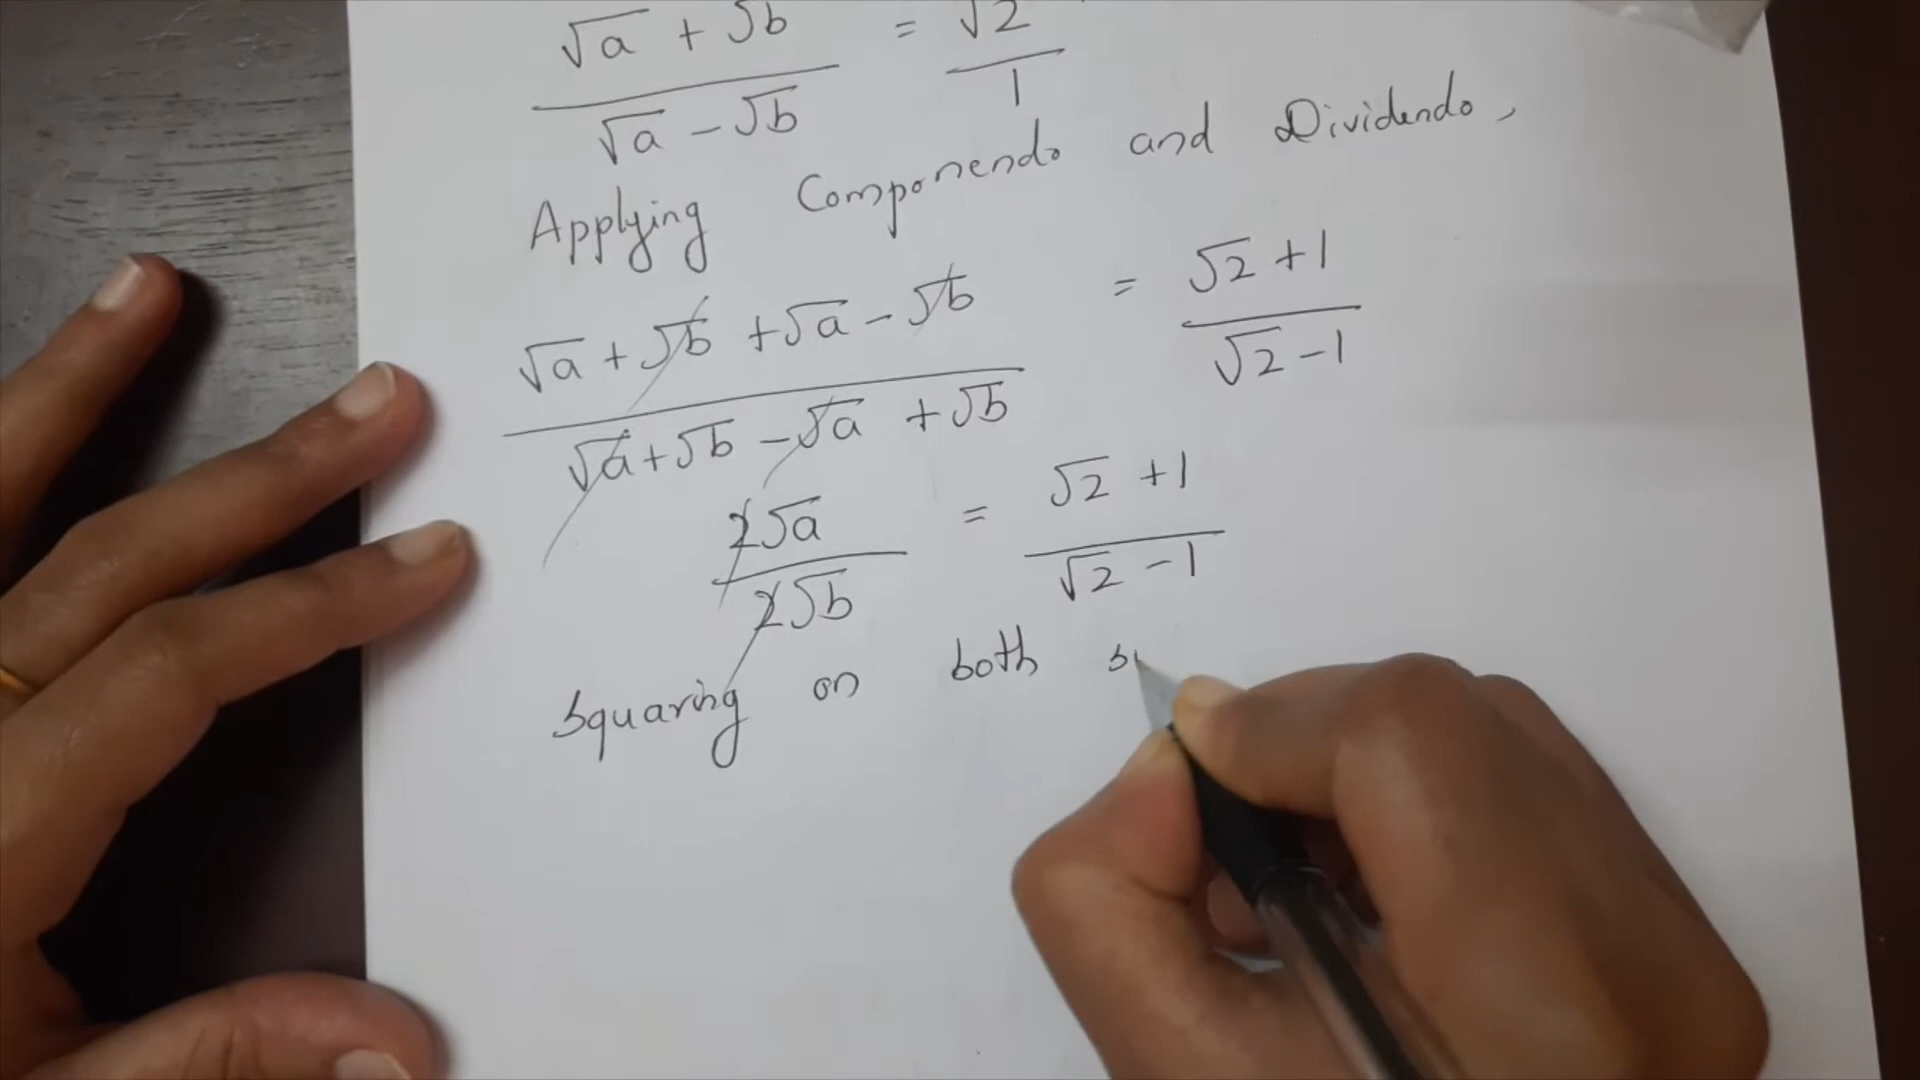 √a + √b / √a - √b = √2 / 1
Applying Componendo and Dividendo,
√a + √b + √a - √b / √a + √b - √a + √b = √2 + 1 / √2 - 1
2√a / 2√b = √2 + 1 / √2 - 1
Squaring on both